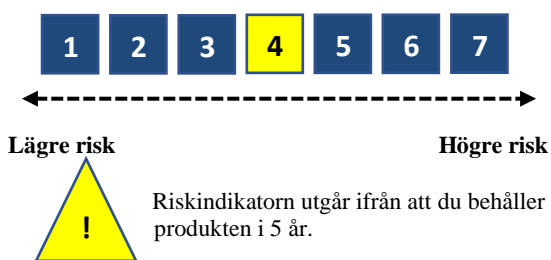 1 2 3 4 5 6 7
Lägre risk Högre risk
! Riskindikatorn utgår ifrån att du behåller
produkten i 5 år.